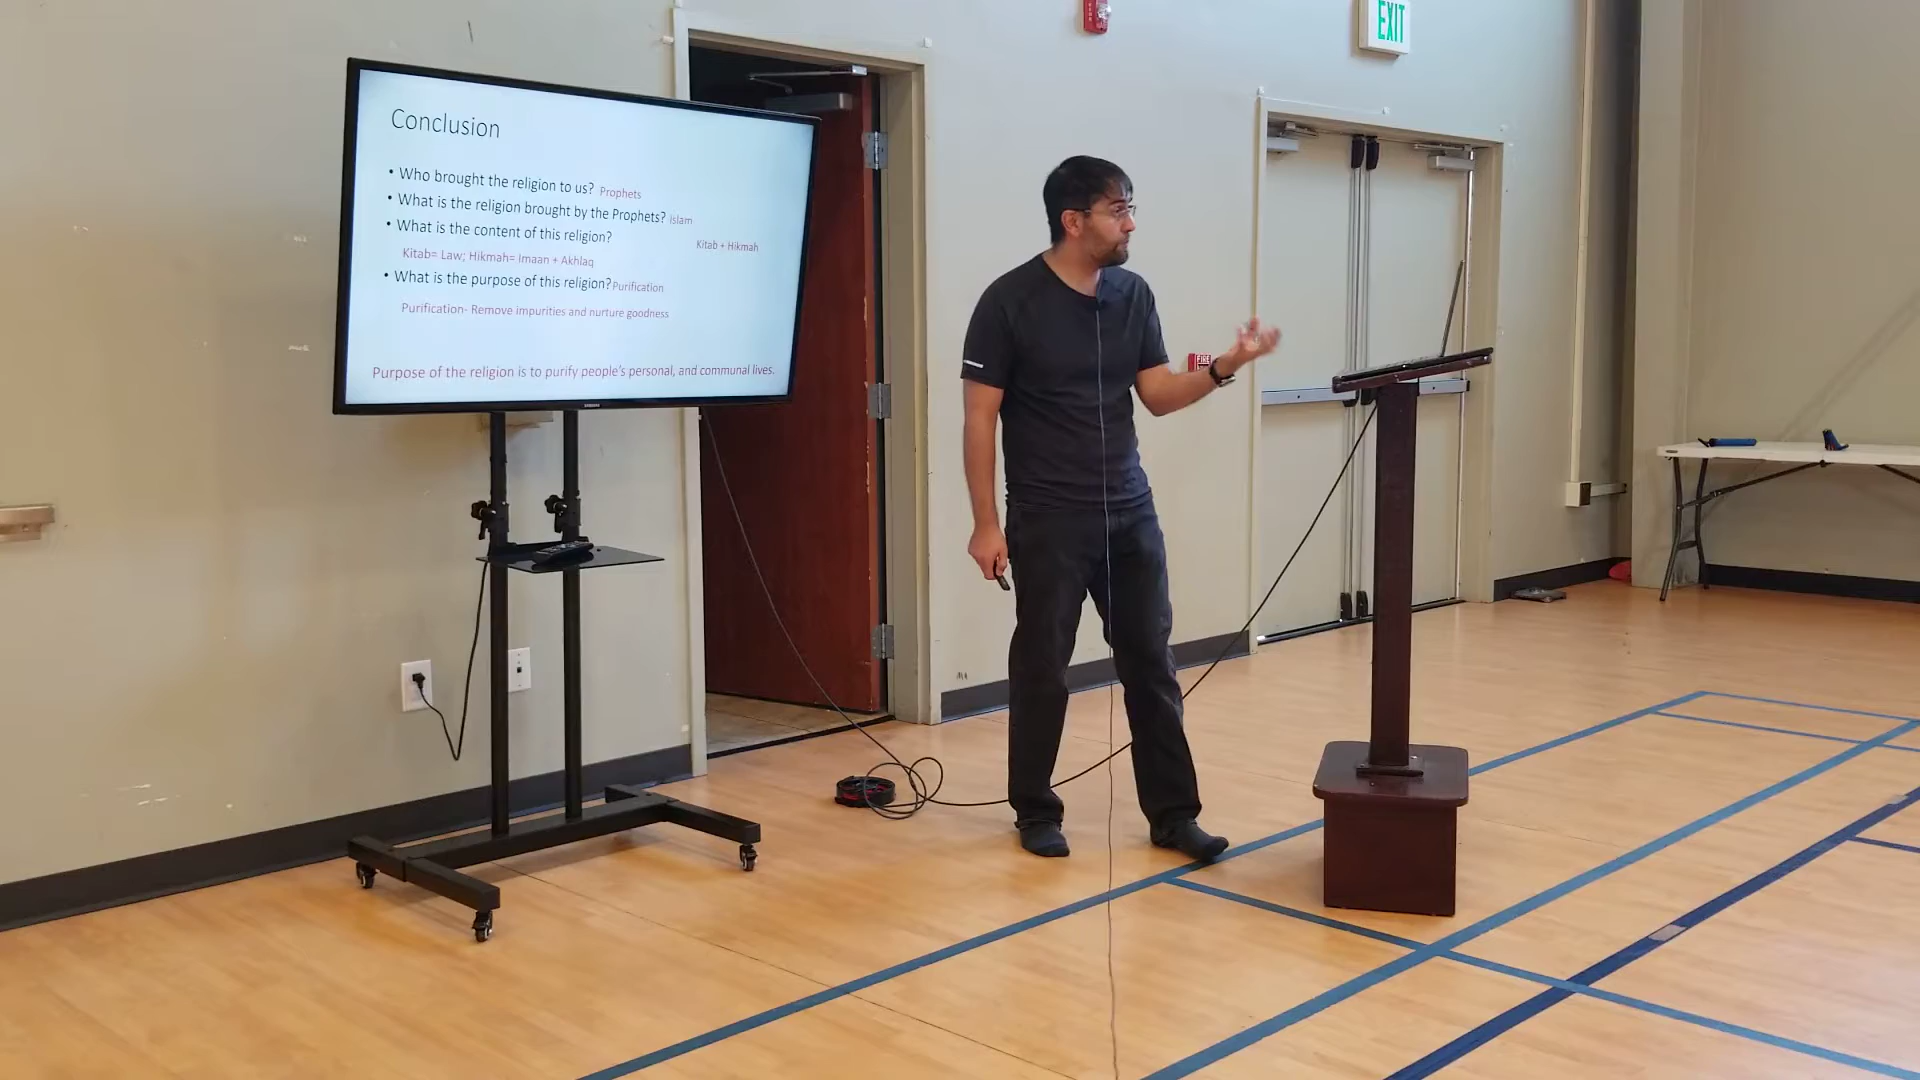 Conclusion
• Who brought the religion to us? Prophets
• What is the religion brought by the Prophets? Islam
• What is the content of this religion?
Kitab + Hikmah
Kitab= Law; Hikmah= Imaan + Akhlaq
• What is the purpose of this religion? Purification
Purification- Remove impurities and nurture goodness
Purpose of the religion is to purify people's personal, and communal lives.
SAMSUNG
EXIT
FIRE